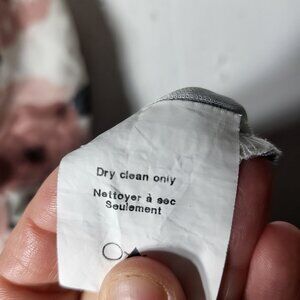 Dry clean only
Nettoyer à sec
Seulement